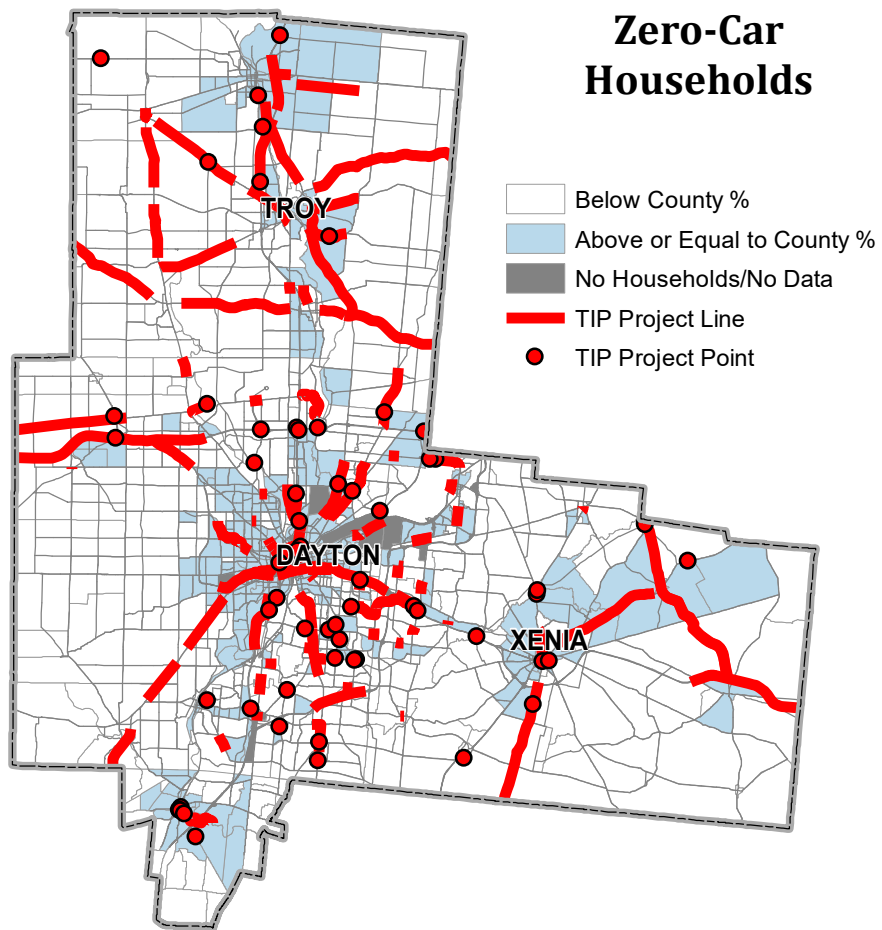 Zero-Car
Households
Below County %
Above or Equal to County %
No Households/No Data
TIP Project Line
TIP Project Point
TROY
DAYTON
XENIA